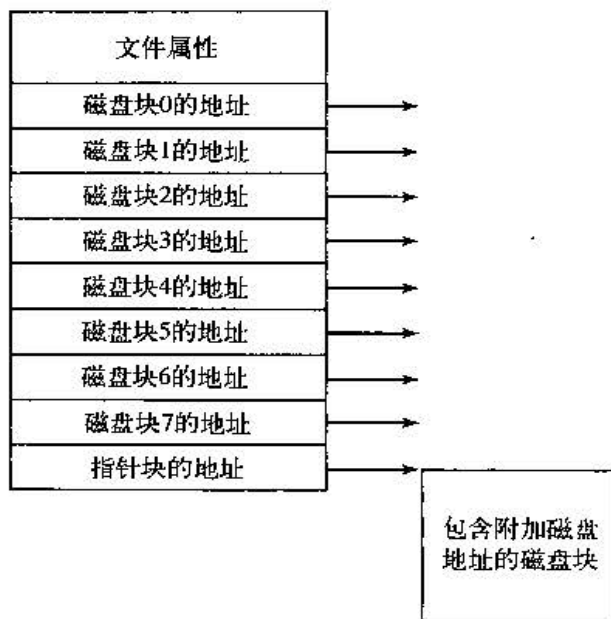 文件属性
磁盘块0的地址
磁盘块1的地址
磁盘块2的地址
磁盘块3的地址
磁盘块4的地址
磁盘块5的地址
磁盘块6的地址
磁盘块7的地址
指针块的地址
包含附加磁盘
地址的磁盘块